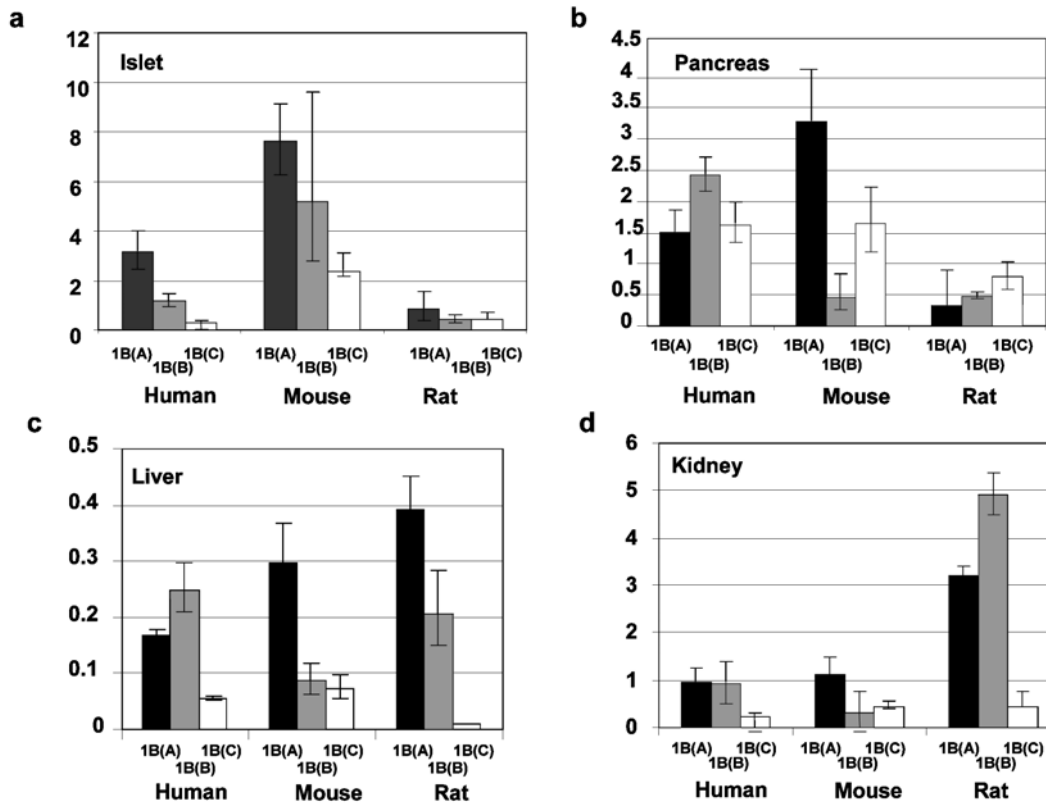 a
12
10
8
6
4
2
0
Islet
1B(A) 1B(C) 1B(A) 1B(C) 1B(A) 1B(C)
1B(B) 1B(B) 1B(B)
Human Mouse Rat
b
4.5
4
3.5
3
2.5
2
1.5
1
0.5
0
Pancreas
1B(A) 1B(C) 1B(A) 1B(C) 1B(A) 1B(C)
1B(B) 1B(B) 1B(B)
Human Mouse Rat
c
0.5
0.4
0.3
0.2
0.1
0
Liver
1B(A) 1B(C) 1B(A) 1B(C) 1B(A) 1B(C)
1B(B) 1B(B) 1B(B)
Human Mouse Rat
d
6
5
4
3
2
1
0
Kidney
1B(A) 1B(C) 1B(A) 1B(C) 1B(A) 1B(C)
1B(B) 1B(B) 1B(B)
Human Mouse Rat